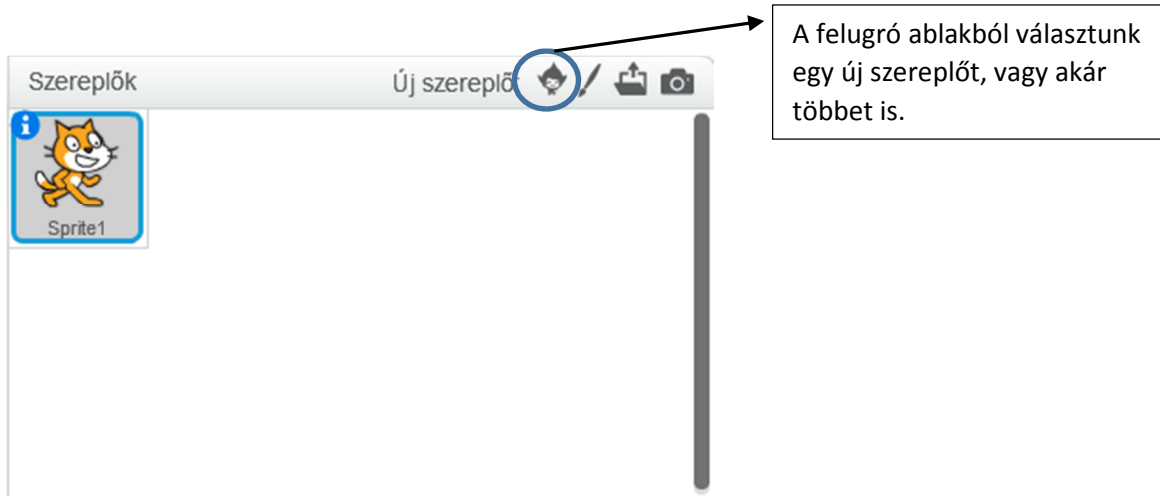 A felugró ablakból választunk
egy új szereplőt, vagy akár
többet is.
Szereplők
Új szereplő:
Sprite1